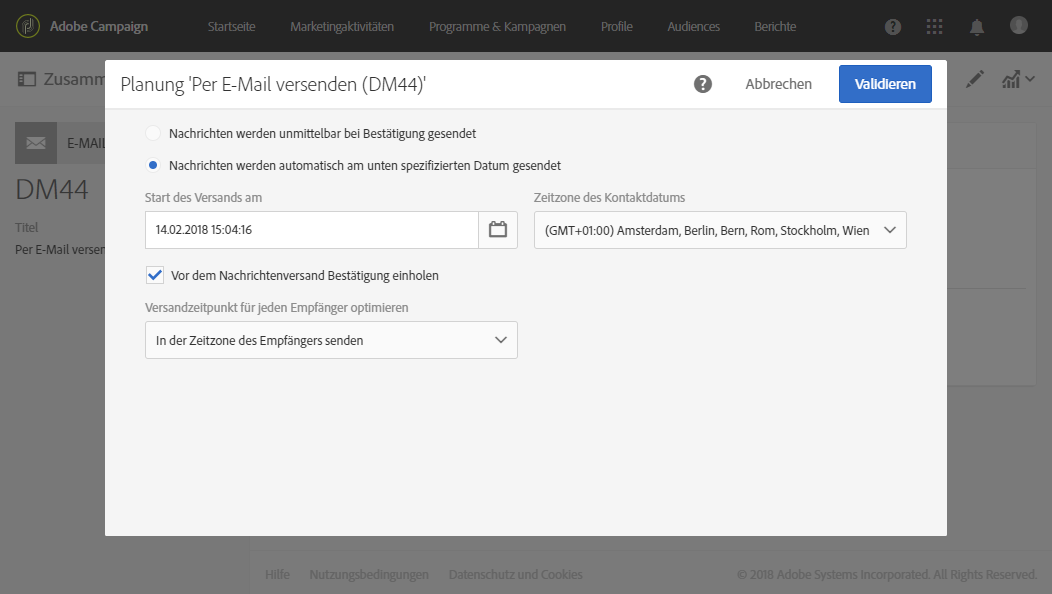 Adobe Campaign
Startseite
Marketingaktivitäten
Programme & Kampagnen
Profile
Audiences
Berichte
Planung 'Per E-Mail versenden (DM44)'
Abbrechen
Validieren
Nachrichten werden unmittelbar bei Bestätigung gesendet
Nachrichten werden automatisch am unten spezifizierten Datum gesendet
Start des Versands am
Zeitzone des Kontaktdatums
14.02.2018 15:04:16
(GMT+01:00) Amsterdam, Berlin, Bern, Rom, Stockholm, Wien
Vor dem Nachrichtenversand Bestätigung einholen
Versandzeitpunkt für jeden Empfänger optimieren
In der Zeitzone des Empfängers senden
Zusamm
E-MAIL
DM44
Titel
Per E-Mail versen
Hilfe
Nutzungsbedingungen
Datenschutz und Cookies
© 2018 Adobe Systems Incorporated. All Rights Reserved.